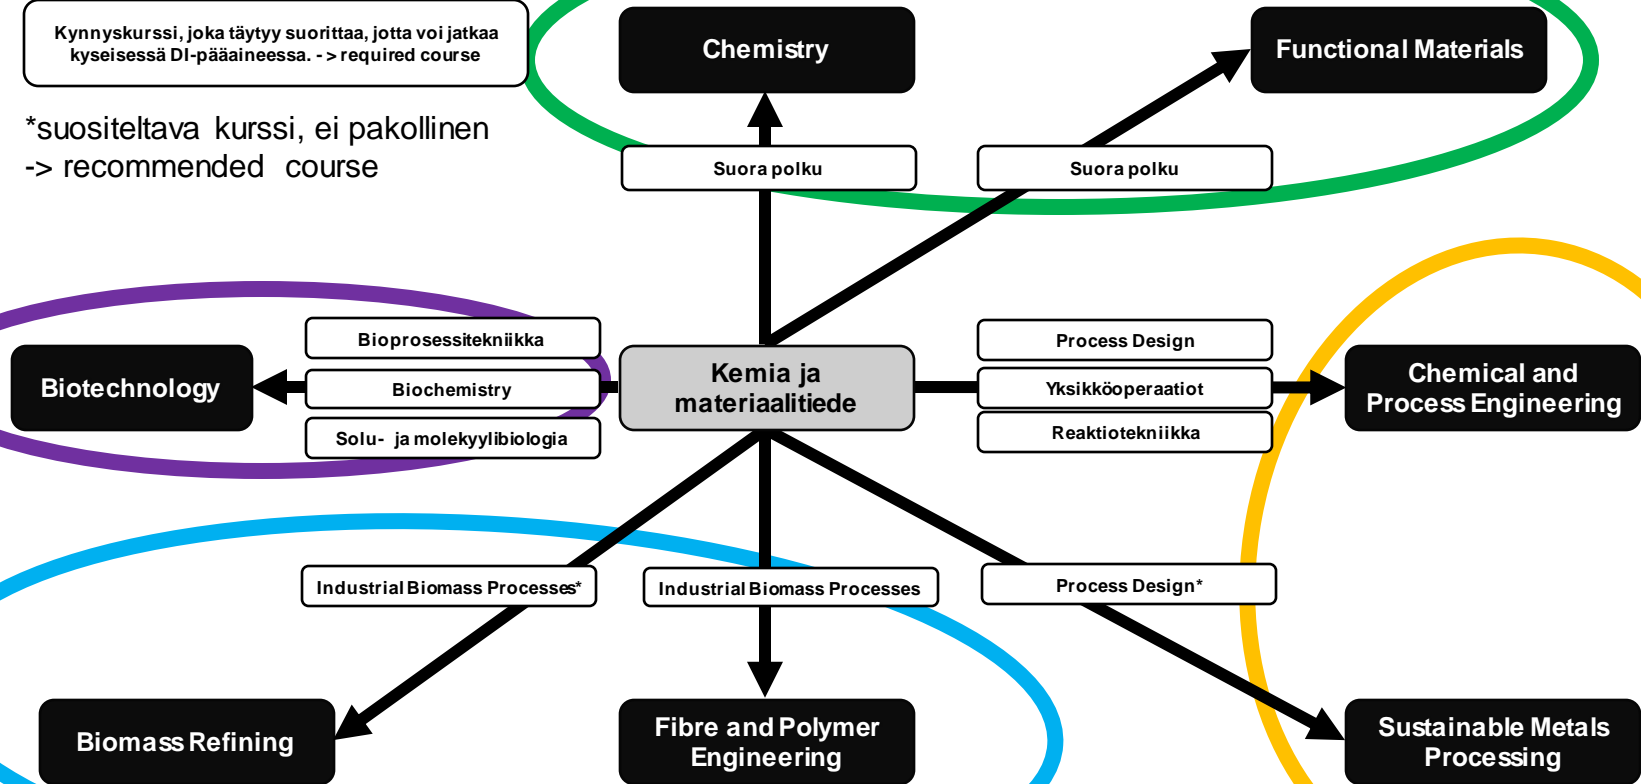 Kynnyskurssi, joka täytyy suorittaa, jotta voi jatkaa
kyseisessä DI-pääaineessa. -> required course
*suositeltava kurssi, ei pakollinen
-> recommended course
Chemistry
Functional Materials
Suora polku
Suora polku
Bioprosessitekniikka
Biochemistry
Solu- ja molekyylibiologia
Biotechnology
Kemia ja
materiaalitiede
Process Design
Yksikköoperaatiot
Reaktiotekniikka
Chemical and
Process Engineering
Industrial Biomass Processes*
Industrial Biomass Processes
Process Design*
Biomass Refining
Fibre and Polymer
Engineering
Sustainable Metals
Processing